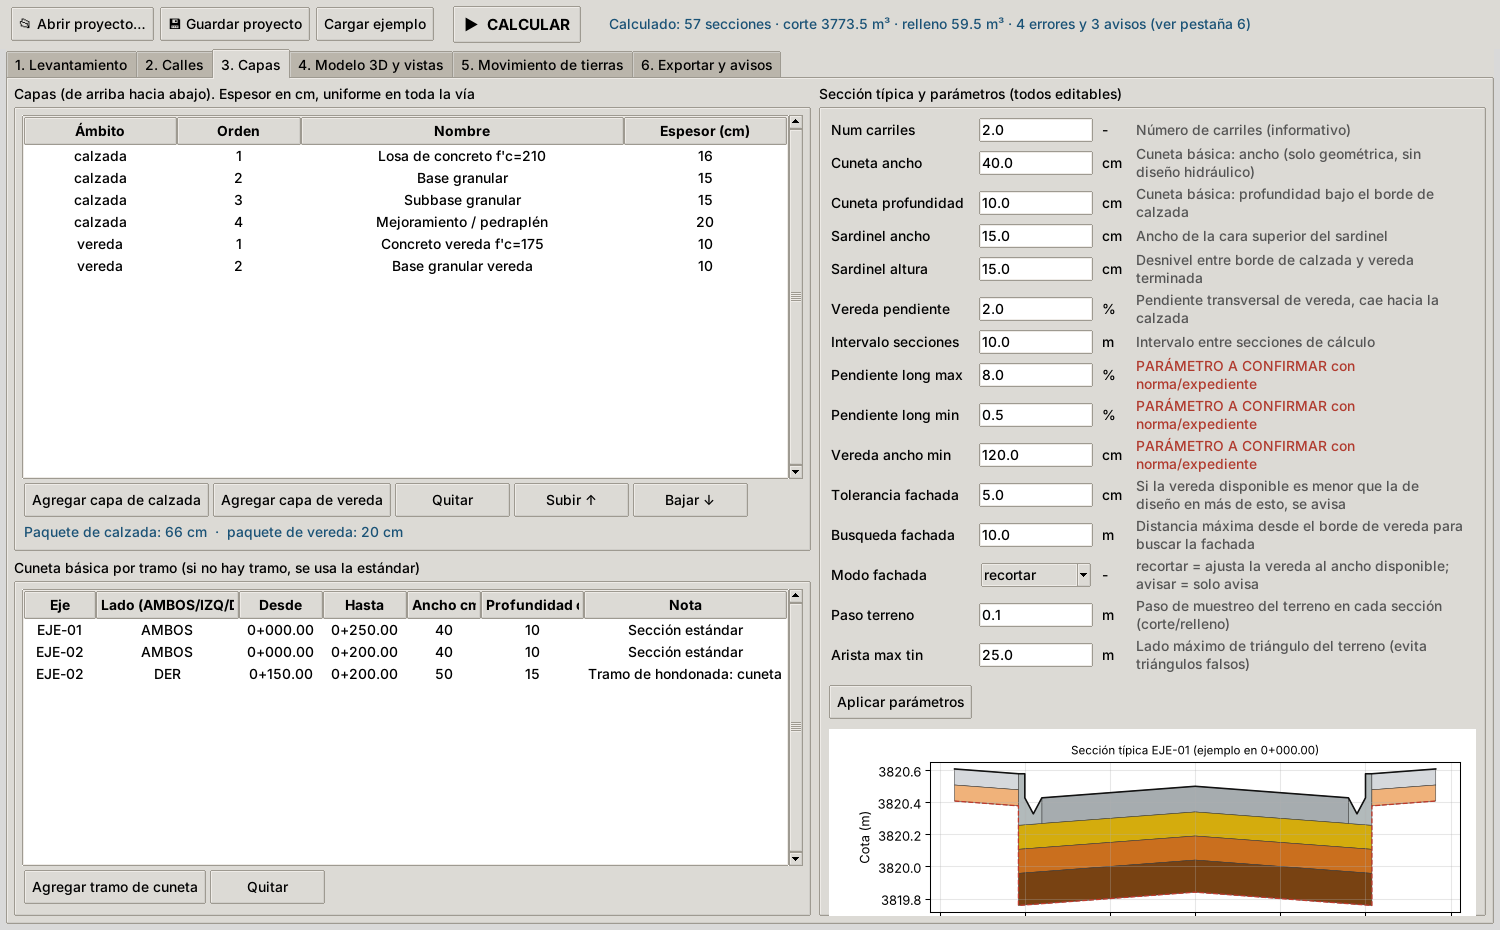 Abrir proyecto...
Guardar proyecto
Cargar ejemplo
CALCULAR
Calculado: 57 secciones · corte 3773.5 m³ · relleno 59.5 m³ · 4 errores y 3 avisos (ver pestaña 6)
1. Levantamiento
2. Calles
3. Capas
4. Modelo 3D y vistas
5. Movimiento de tierras
6. Exportar y avisos
Capas (de arriba hacia abajo). Espesor en cm, uniforme en toda la vía
Ámbito Orden Nombre Espesor (cm)
calzada 1 Losa de concreto f'c=210 16
calzada 2 Base granular 15
calzada 3 Subbase granular 15
calzada 4 Mejoramiento / pedraplén 20
vereda 1 Concreto vereda f'c=175 10
vereda 2 Base granular vereda 10
Agregar capa de calzada
Agregar capa de vereda
Quitar
Subir ↑
Bajar ↓
Paquete de calzada: 66 cm · paquete de vereda: 20 cm
Cuneta básica por tramo (si no hay tramo, se usa la estándar)
Eje Lado (AMBOS/IZQ/D Desde Hasta Ancho cm Profundidad Nota
EJE-01 AMBOS 0+000.00 0+250.00 40 10 Sección estándar
EJE-02 AMBOS 0+000.00 0+200.00 40 10 Sección estándar
EJE-02 DER 0+150.00 0+200.00 50 15 Tramo de hondonada: cuneta
Agregar tramo de cuneta
Quitar
Sección típica y parámetros (todos editables)
Num carriles 2.0 - Número de carriles (informativo)
Cuneta ancho 40.0 cm Cuneta básica: ancho (solo geométrica, sin
diseño hidráulico)
Cuneta profundidad 10.0 cm Cuneta básica: profundidad bajo el borde de
calzada
Sardinel ancho 15.0 cm Ancho de la cara superior del sardinel
Sardinel altura 15.0 cm Desnivel entre borde de calzada y vereda
terminada
Vereda pendiente 2.0 % Pendiente transversal de vereda, cae hacia la
calzada
Intervalo secciones 10.0 m Intervalo entre secciones de cálculo
Pendiente long max 8.0 % PARÁMETRO A CONFIRMAR con
norma/expediente
Pendiente long min 0.5 % PARÁMETRO A CONFIRMAR con
norma/expediente
Vereda ancho min 120.0 cm PARÁMETRO A CONFIRMAR con
norma/expediente
Tolerancia fachada 5.0 cm Si la vereda disponible es menor que la de
diseño en más de esto, se avisa
Busqueda fachada 10.0 m Distancia máxima desde el borde de vereda para
buscar la fachada
Modo fachada recortar - recortar = ajusta la vereda al ancho disponible;
avisar = solo avisa
Paso terreno 0.1 m Paso de muestreo del terreno en cada sección
(corte/relleno)
Arista max tin 25.0 m Lado máximo de triángulo del terreno (evita
triángulos falsos)
Aplicar parámetros
Sección típica EJE-01 (ejemplo en 0+000.00)
Cota (m)
3820.6
3820.4
3820.2
3820.0
3819.8